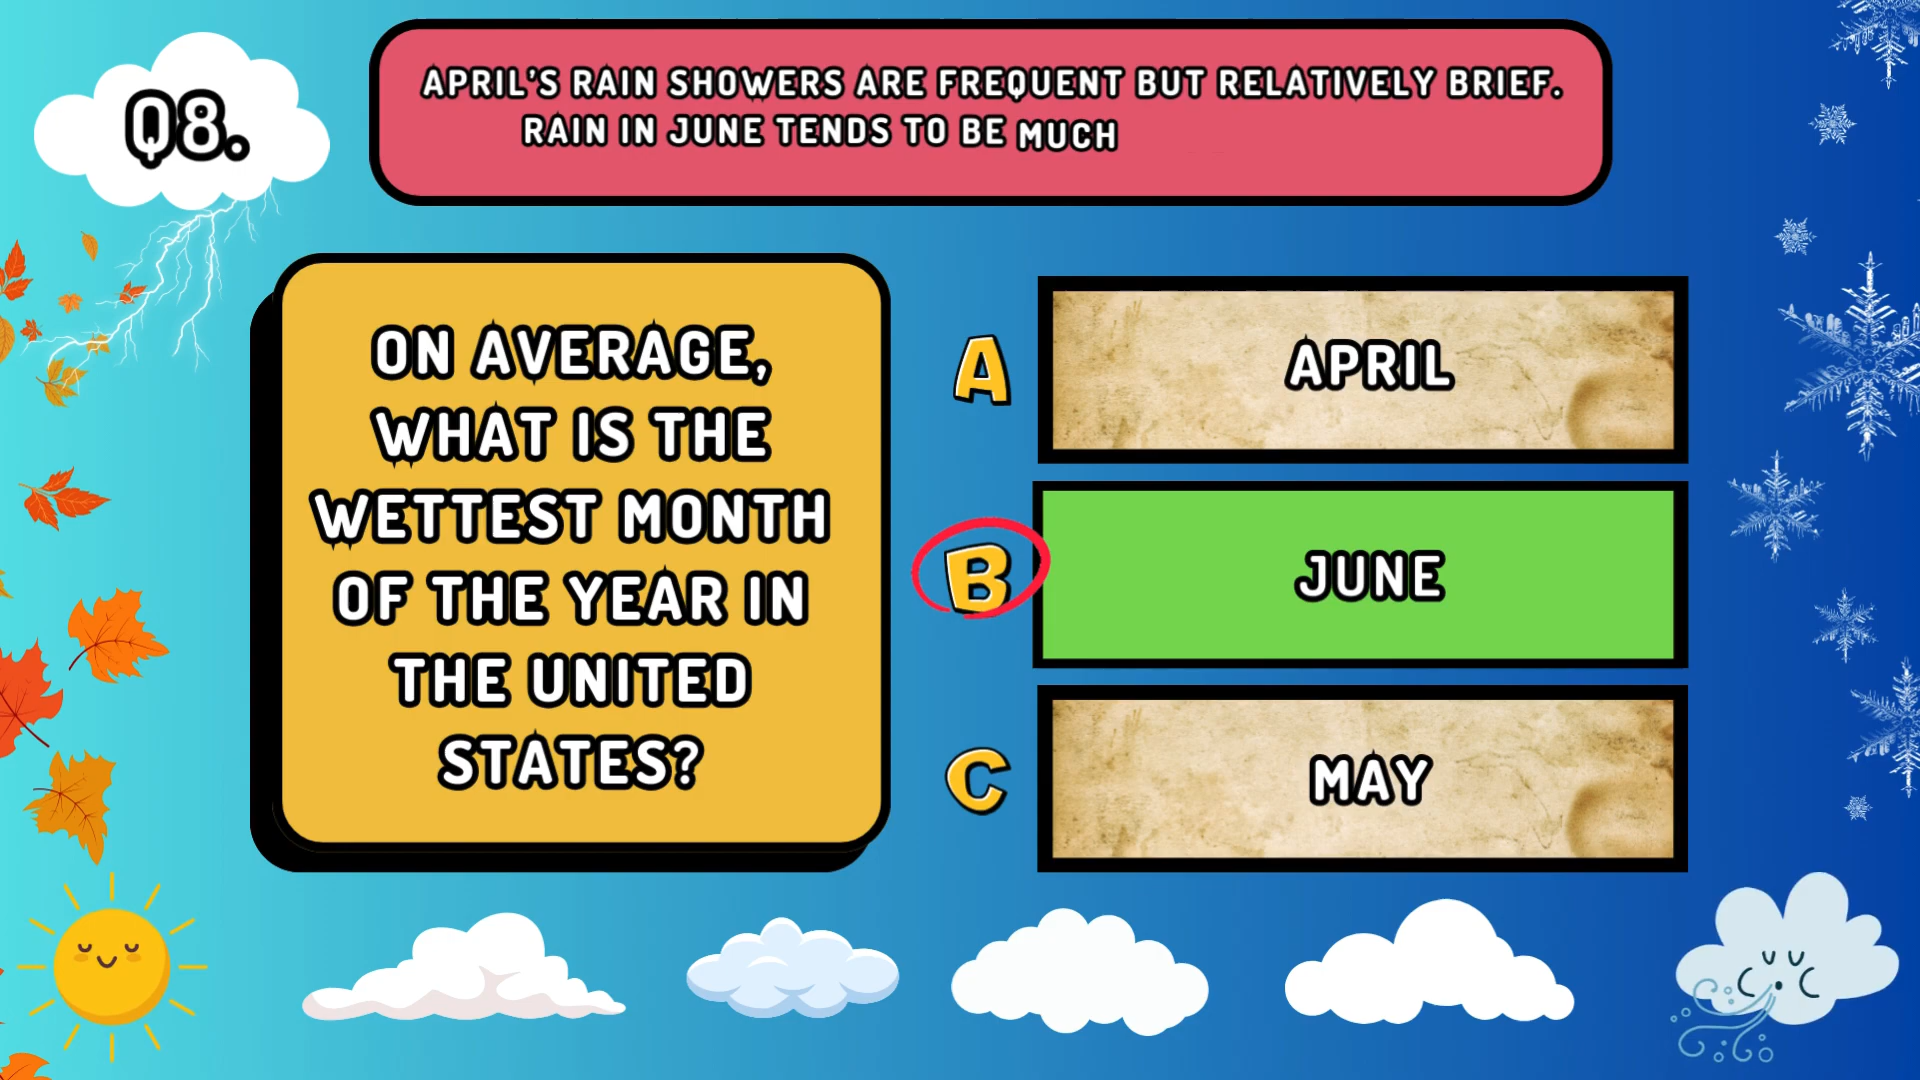 Q8.
APRIL'S RAIN SHOWERS ARE FREQUENT BUT RELATIVELY BRIEF.
RAIN IN JUNE TENDS TO BE MUCH
ON AVERAGE,
WHAT IS THE
WETTEST MONTH
OF THE YEAR IN
THE UNITED
STATES?
A
APRIL
B
JUNE
C
MAY